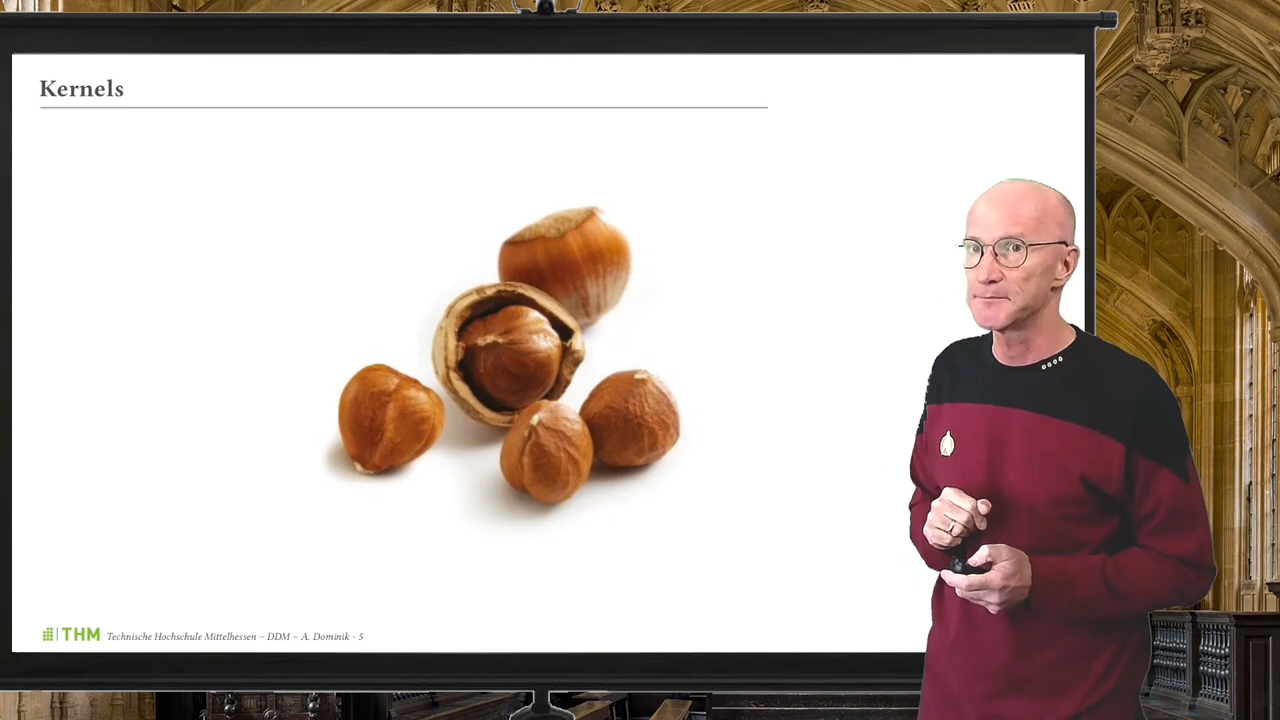 Kernels
THM Technische Hochschule Mittelhessen – DDM – A. Dominik - 5